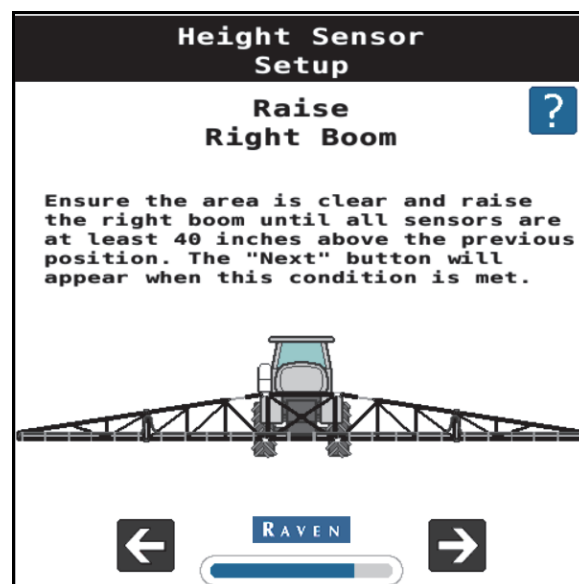 Height Sensor
Setup
Raise
Right Boom
?
Ensure the area is clear and raise
the right boom until all sensors are
at least 40 inches above the previous
position. The "Next" button will
appear when this condition is met.
RAVEN